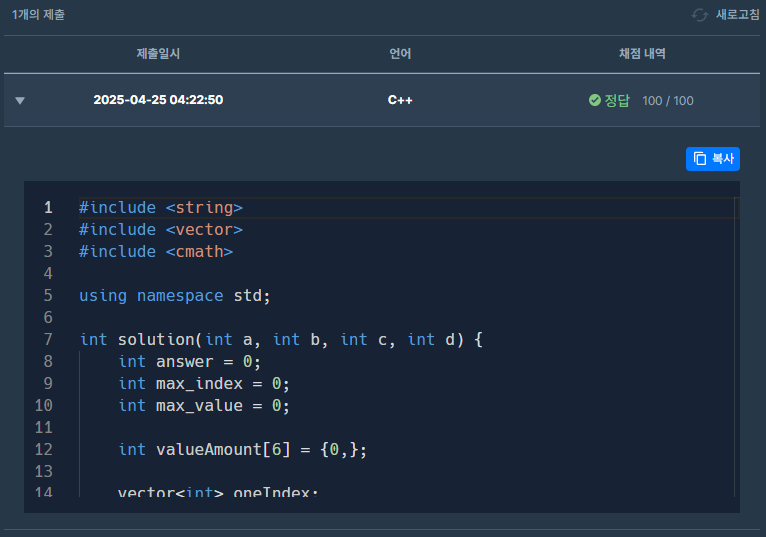 1개의 제출 새로고침
제출일시 언어 채점 내역
2025-04-25 04:22:50 C++ 정답 100 / 100
복사
1 #include <string>
2 #include <vector>
3 #include <cmath>
4
5 using namespace std;
6
7 int solution(int a, int b, int c, int d) {
8     int answer = 0;
9     int max_index = 0;
10     int max_value = 0;
11
12     int valueAmount[6] = {0,};
13
14     vector<int> oneIndex;